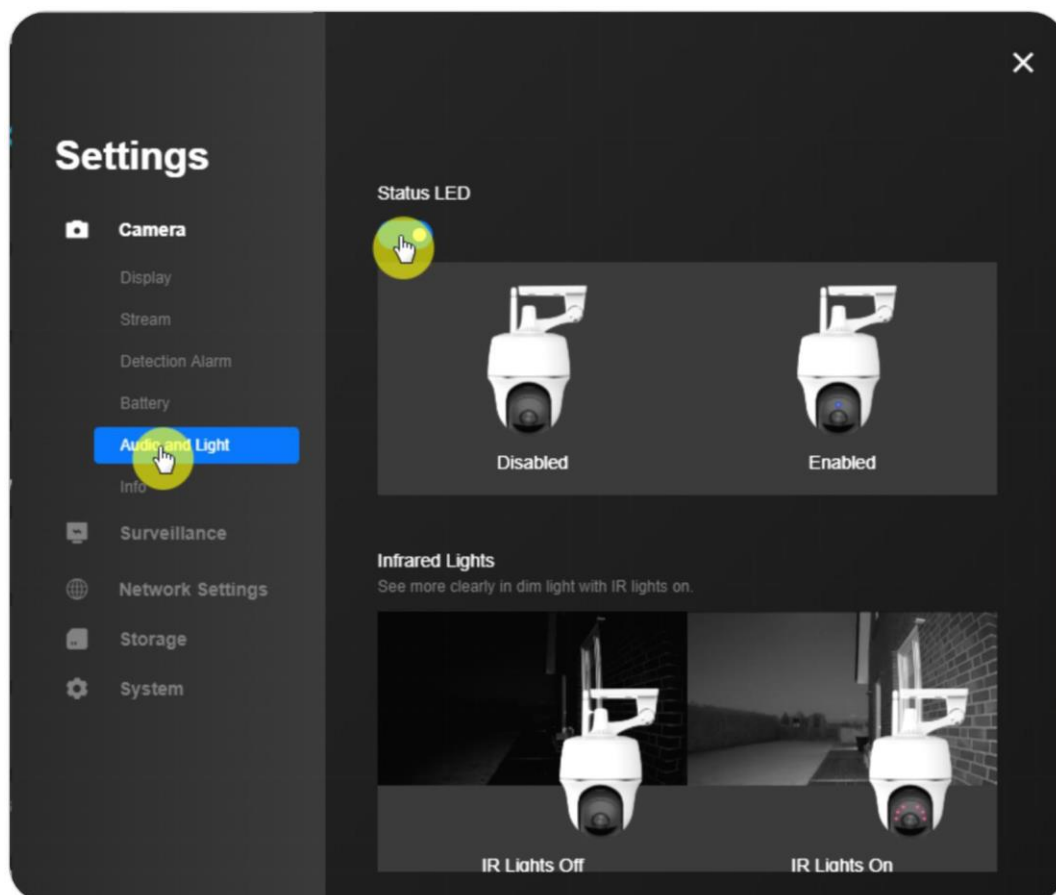 Settings
Camera
Display
Stream
Detection Alarm
Battery
Audio and Light
Info
Surveillance
Network Settings
Storage
System
Status LED
Disabled
Enabled
Infrared Lights
See more clearly in dim light with IR lights on.
IR Lights Off
IR Lights On